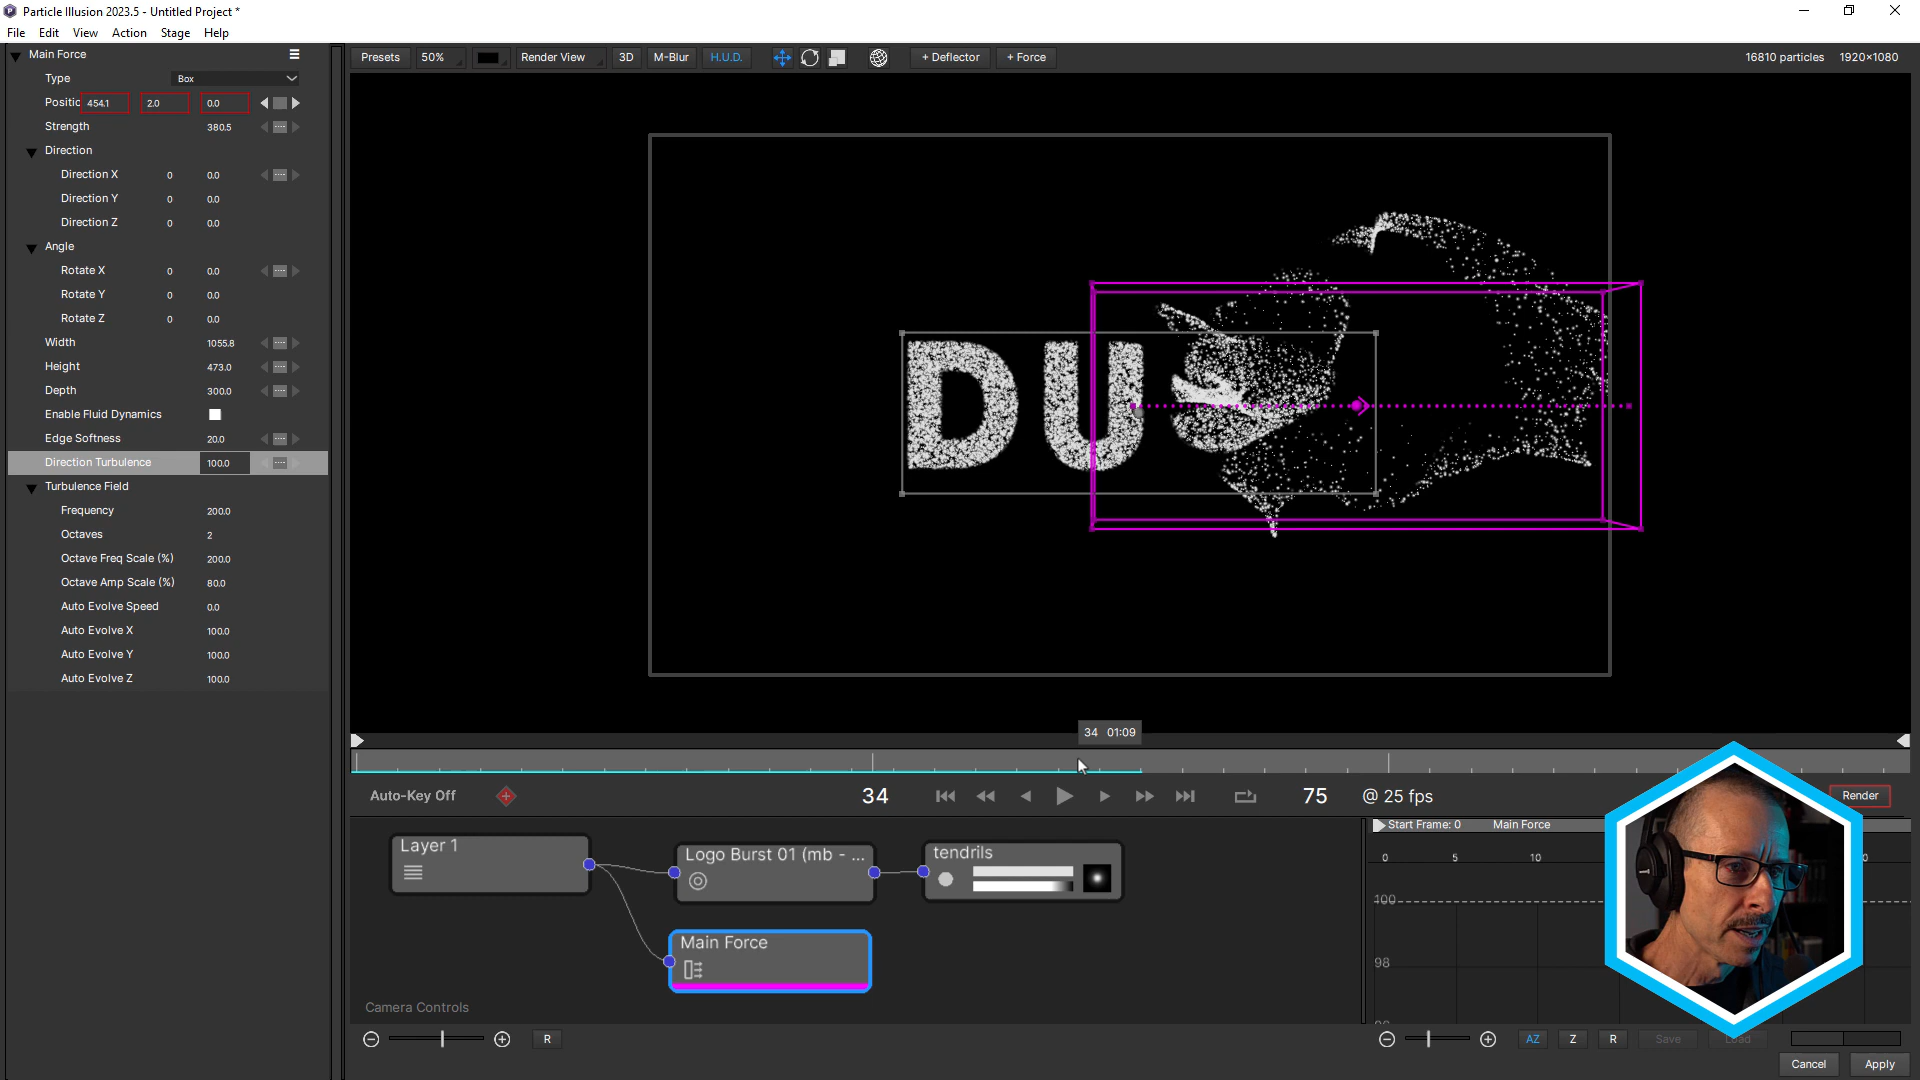 Particle Illusion 2023.5 - Untitled Project *
File Edit View Action Stage Help
Main Force
Type Box
Positic 454.1 2.0 0.0
Strength 380.5
Direction
Direction X 0 0.0
Direction Y 0 0.0
Direction Z 0 0.0
Angle
Rotate X 0 0.0
Rotate Y 0 0.0
Rotate Z 0 0.0
Width 1055.8
Height 473.0
Depth 300.0
Enable Fluid Dynamics
Edge Softness 20.0
Direction Turbulence 100.0
Turbulence Field
Frequency 200.0
Octaves 2
Octave Freq Scale (%) 200.0
Octave Amp Scale (%) 80.0
Auto Evolve Speed 0.0
Auto Evolve X 100.0
Auto Evolve Y 100.0
Auto Evolve Z 100.0
Presets 50% Render View 3D M-Blur H.U.D. + Deflector + Force 16810 particles 1920×1080
DU
34 01:09
Auto-Key Off 34 75 @ 25 fps Render
Layer 1
Logo Burst 01 (mb - ...
tendrils
Main Force
Camera Controls
R
Start Frame: 0 Main Force
0 5 10
100
98
AZ Z R Save
Cancel Apply